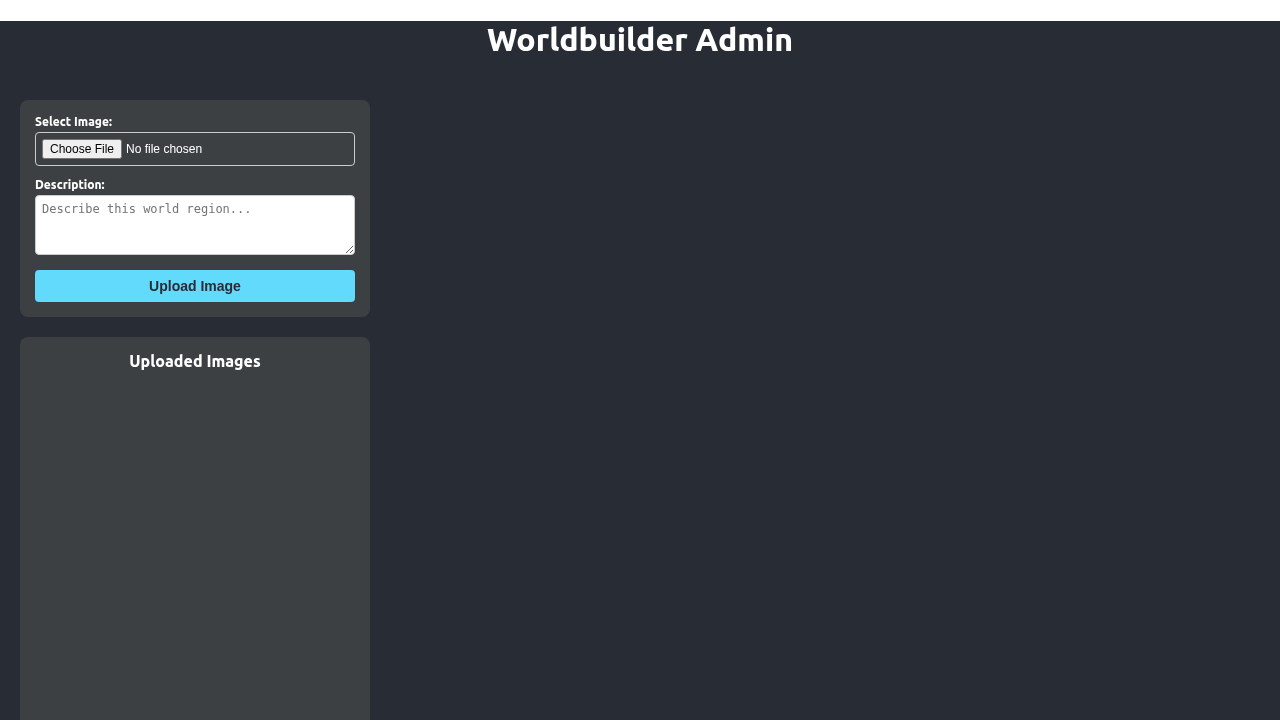 Worldbuilder Admin
Select Image:
Choose File No file chosen
Description:
Describe this world region...
Upload Image
Uploaded Images